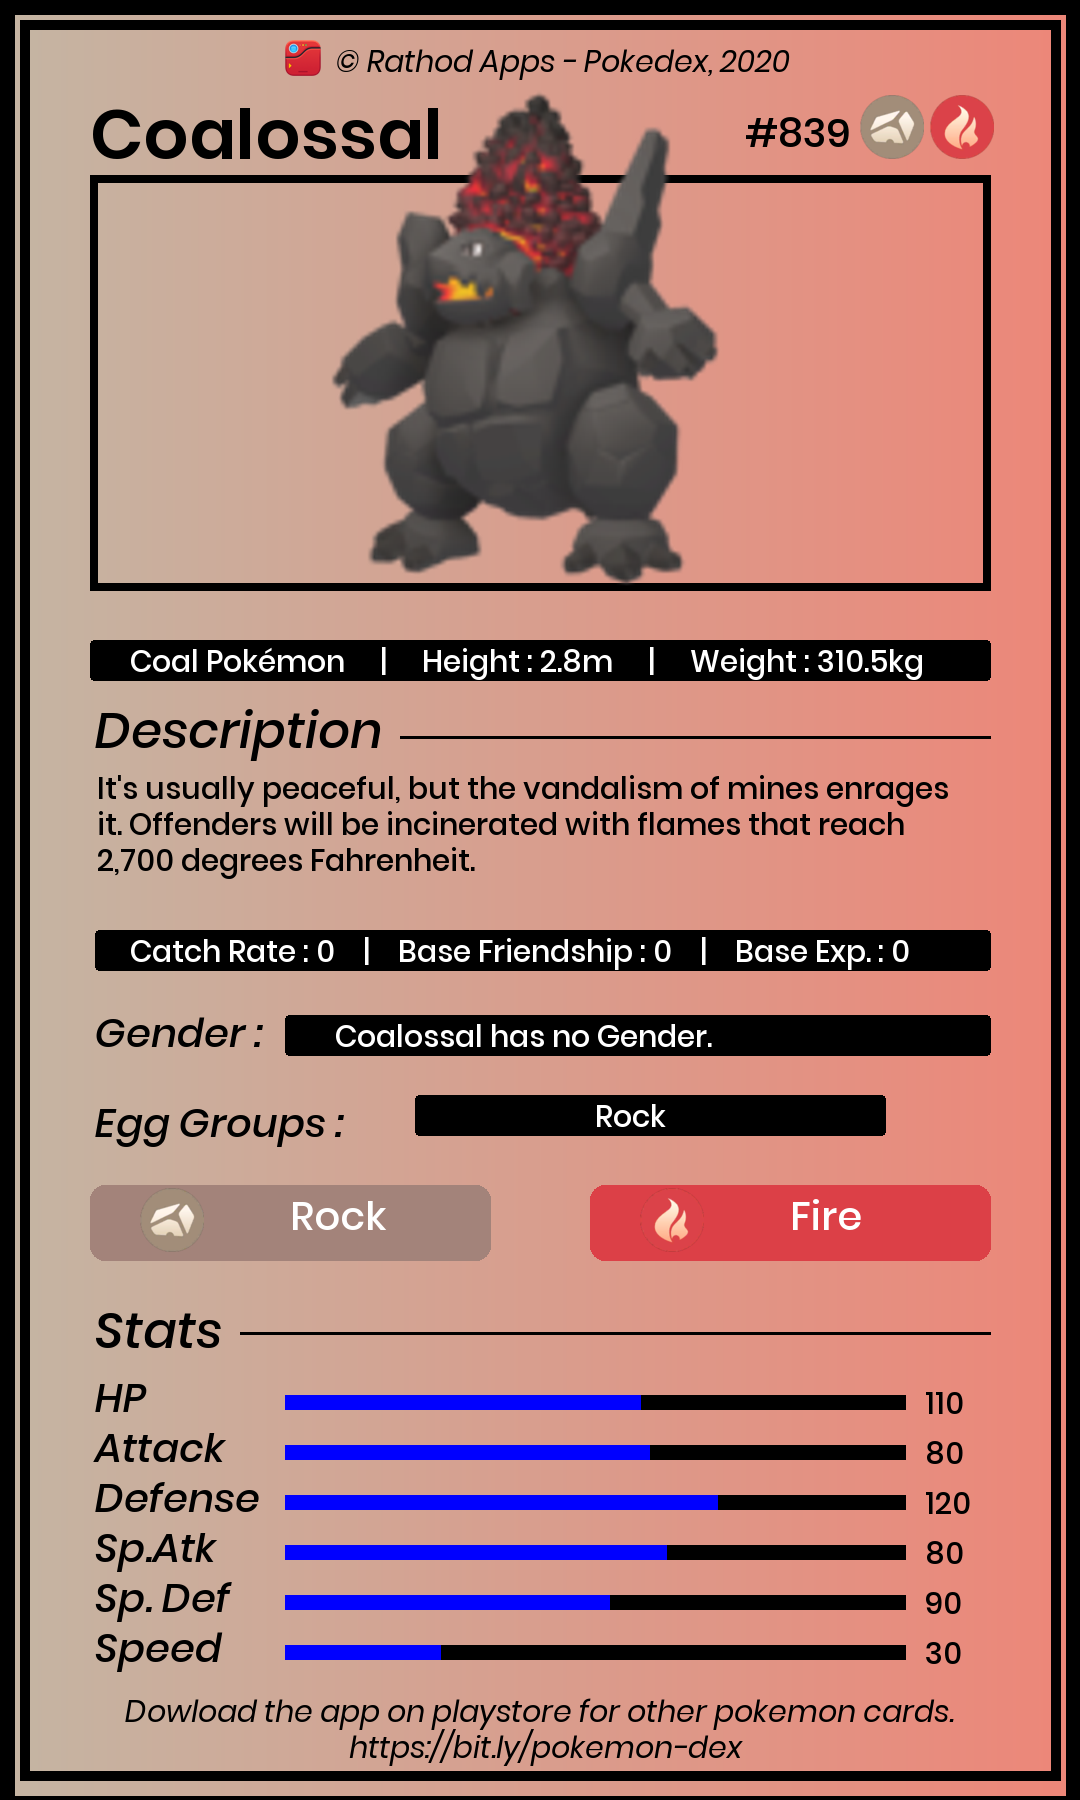 © Rathod Apps - Pokedex, 2020
Coalossal #839
Coal Pokémon | Height : 2.8m | Weight : 310.5kg
Description
It's usually peaceful, but the vandalism of mines enrages
it. Offenders will be incinerated with flames that reach
2,700 degrees Fahrenheit.
Catch Rate : 0 | Base Friendship : 0 | Base Exp. : 0
Gender : Coalossal has no Gender.
Egg Groups : Rock
Rock Fire
Stats
HP 110
Attack 80
Defense 120
Sp.Atk 80
Sp. Def 90
Speed 30
Dowload the app on playstore for other pokemon cards.
https://bit.ly/pokemon-dex